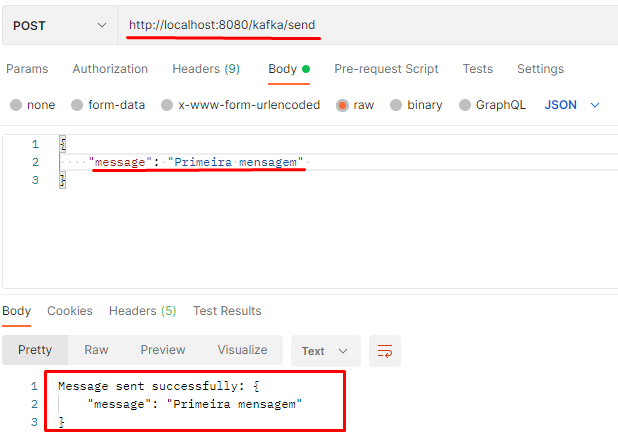 POST http://localhost:8080/kafka/send
Params Authorization Headers (9) Body Pre-request Script Tests Settings
none form-data x-www-form-urlencoded raw binary GraphQL JSON
1 {
2 "message": "Primeira mensagem"
3 }
Body Cookies Headers (5) Test Results
Pretty Raw Preview Visualize Text
1 Message sent successfully: {
2 "message": "Primeira mensagem"
3 }